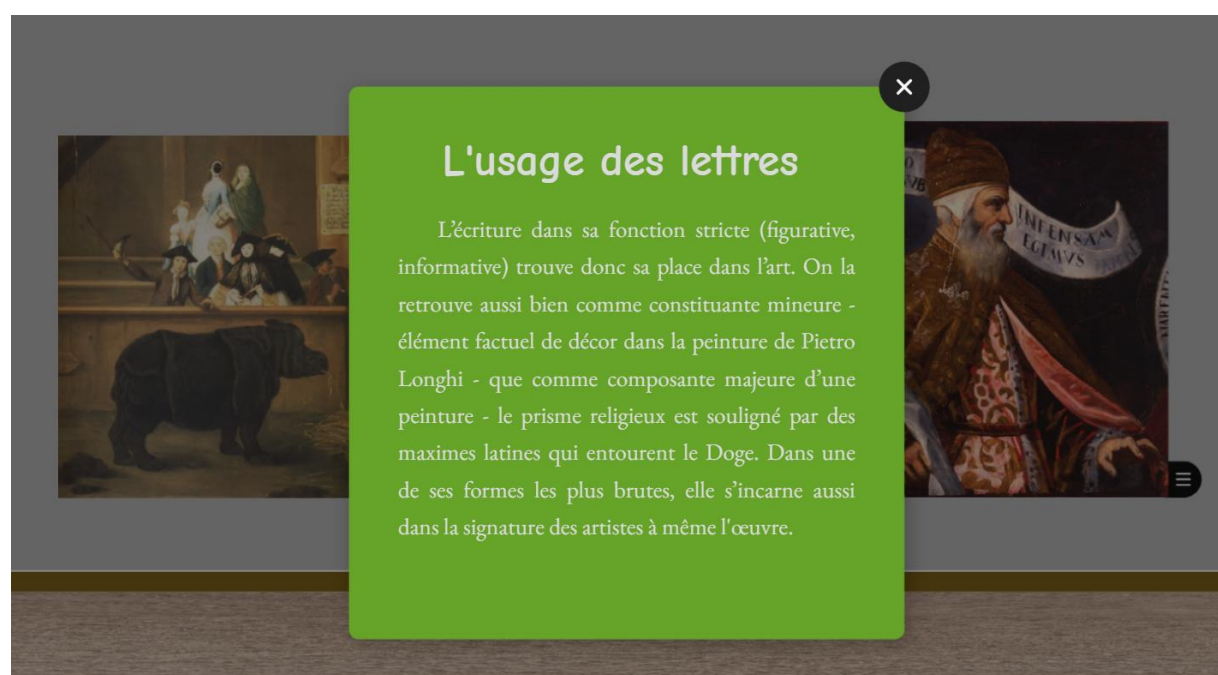 L'usage des lettres
L’écriture dans sa fonction stricte (figurative,
informative) trouve donc sa place dans l’art. On la
retrouve aussi bien comme constituante mineure -
élément factuel de décor dans la peinture de Pietro
Longhi - que comme composante majeure d’une
peinture - le prisme religieux est souligné par des
maximes latines qui entourent le Doge. Dans une
de ses formes les plus brutes, elle s’incarne aussi
dans la signature des artistes à même l'œuvre.
INFENSAM
EGIMVS